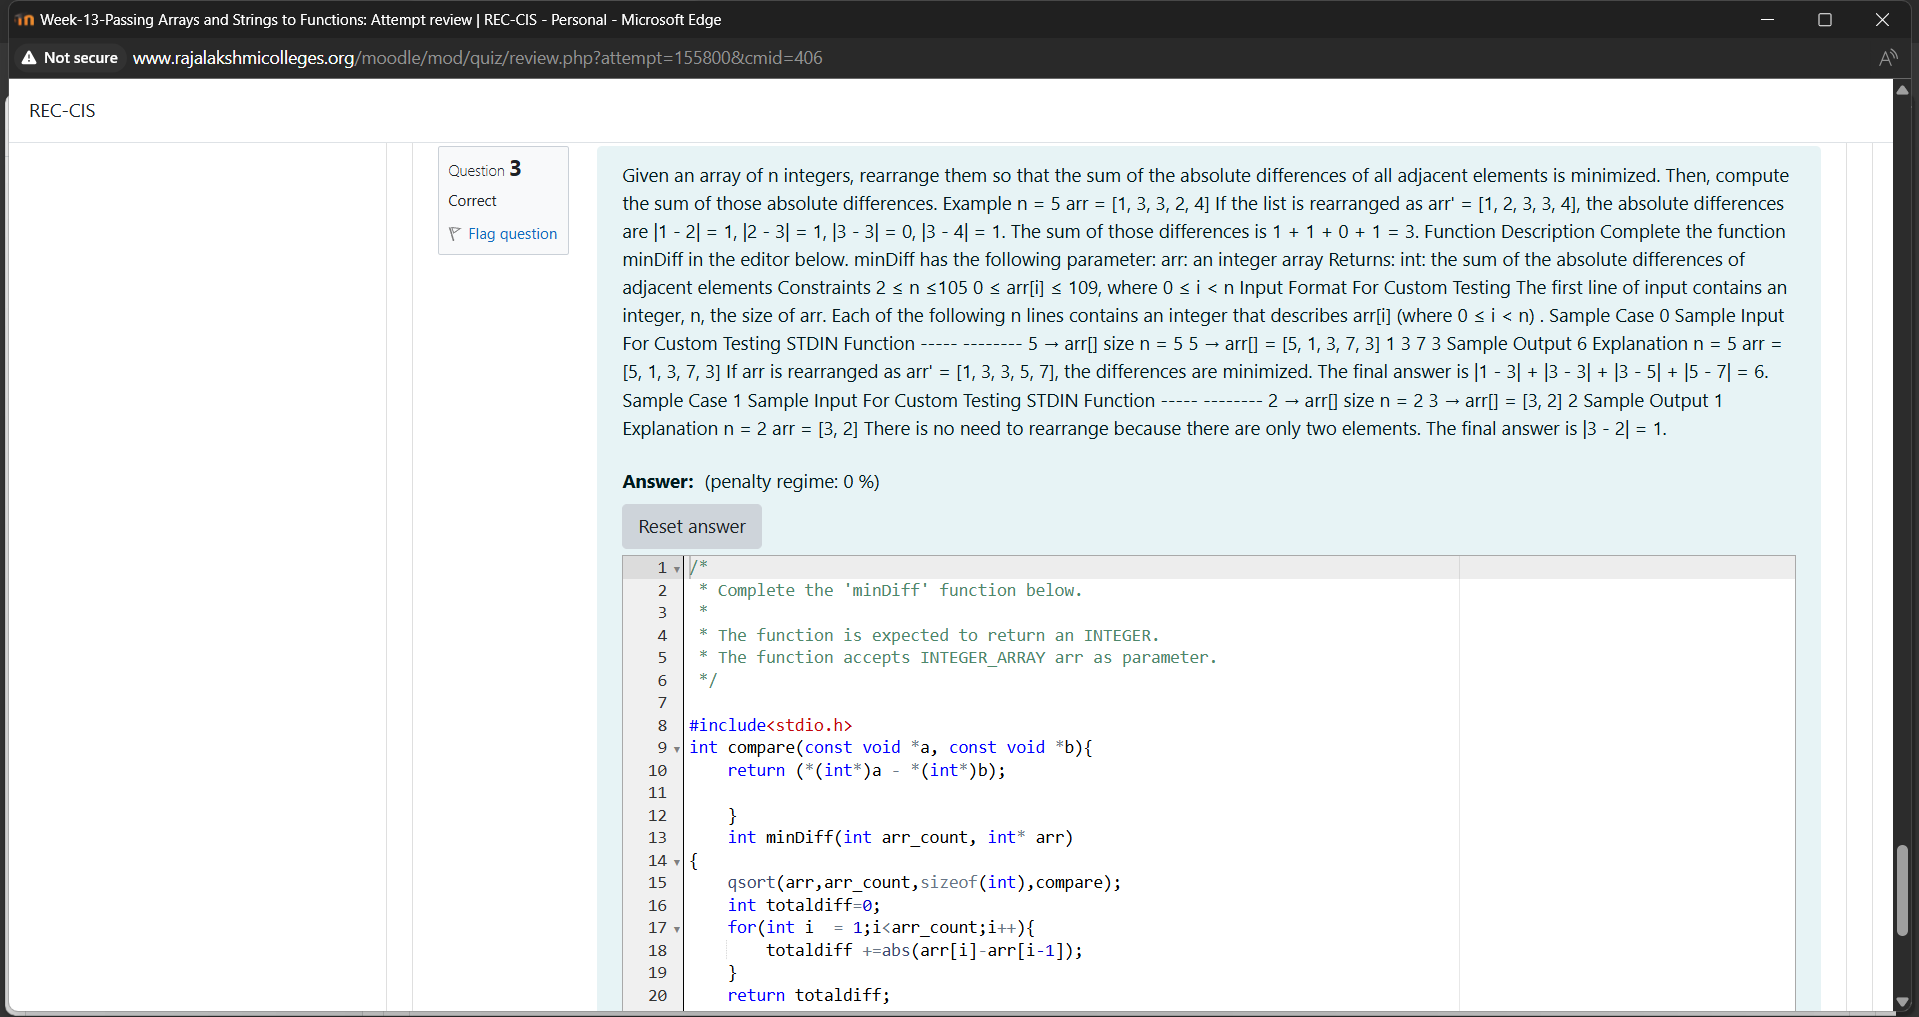 Week-13-Passing Arrays and Strings to Functions: Attempt review | REC-CIS - Personal - Microsoft Edge
Not secure www.rajalakshmicolleges.org/moodle/mod/quiz/review.php?attempt=155800&cmid=406
REC-CIS
Question 3
Correct
Flag question
Given an array of n integers, rearrange them so that the sum of the absolute differences of all adjacent elements is minimized. Then, compute
the sum of those absolute differences. Example n = 5 arr = [1, 3, 3, 2, 4] If the list is rearranged as arr' = [1, 2, 3, 3, 4], the absolute differences
are |1 - 2| = 1, |2 - 3| = 1, |3 - 3| = 0, |3 - 4| = 1. The sum of those differences is 1 + 1 + 0 + 1 = 3. Function Description Complete the function
minDiff in the editor below. minDiff has the following parameter: arr: an integer array Returns: int: the sum of the absolute differences of
adjacent elements Constraints 2 ≤ n ≤105 0 ≤ arr[i] ≤ 109, where 0 ≤ i < n Input Format For Custom Testing The first line of input contains an
integer, n, the size of arr. Each of the following n lines contains an integer that describes arr[i] (where 0 ≤ i < n) . Sample Case 0 Sample Input
For Custom Testing STDIN Function ----- -------- 5 → arr[] size n = 5 5 → arr[] = [5, 1, 3, 7, 3] 1 3 7 3 Sample Output 6 Explanation n = 5 arr =
[5, 1, 3, 7, 3] If arr is rearranged as arr' = [1, 3, 3, 5, 7], the differences are minimized. The final answer is |1 - 3| + |3 - 3| + |3 - 5| + |5 - 7| = 6.
Sample Case 1 Sample Input For Custom Testing STDIN Function ----- -------- 2 → arr[] size n = 2 3 → arr[] = [3, 2] 2 Sample Output 1
Explanation n = 2 arr = [3, 2] There is no need to rearrange because there are only two elements. The final answer is |3 - 2| = 1.
Answer: (penalty regime: 0 %)
Reset answer
1 /*
2 * Complete the 'minDiff' function below.
3 *
4 * The function is expected to return an INTEGER.
5 * The function accepts INTEGER_ARRAY arr as parameter.
6 */
7
8 #include<stdio.h>
9 int compare(const void *a, const void *b){
10 return (*(int*)a - *(int*)b);
11
12 }
13 int minDiff(int arr_count, int* arr)
14 {
15 qsort(arr,arr_count,sizeof(int),compare);
16 int totaldiff=0;
17 for(int i  = 1;i<arr_count;i++){
18 totaldiff +=abs(arr[i]-arr[i-1]);
19 }
20 return totaldiff;